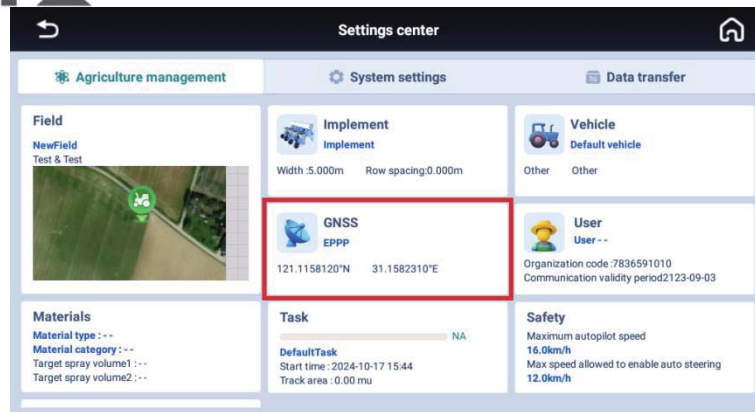 Settings center
Agriculture management
System settings
Data transfer
Field
NewField
Test & Test
Implement
Implement
Width :5.000m Row spacing:0.000m
Vehicle
Default vehicle
Other Other
GNSS
EPPP
121.1158120°N 31.1582310°E
User
User - -
Organization code :7836591010
Communication validity period2123-09-03
Materials
Material type : - -
Material category : - -
Target spray volume1 : - -
Target spray volume2 : - -
Task
NA
DefaultTask
Start time : 2024-10-17 15:44
Track area : 0.00 mu
Safety
Maximum autopilot speed
16.0km/h
Max speed allowed to enable auto steering
12.0km/h